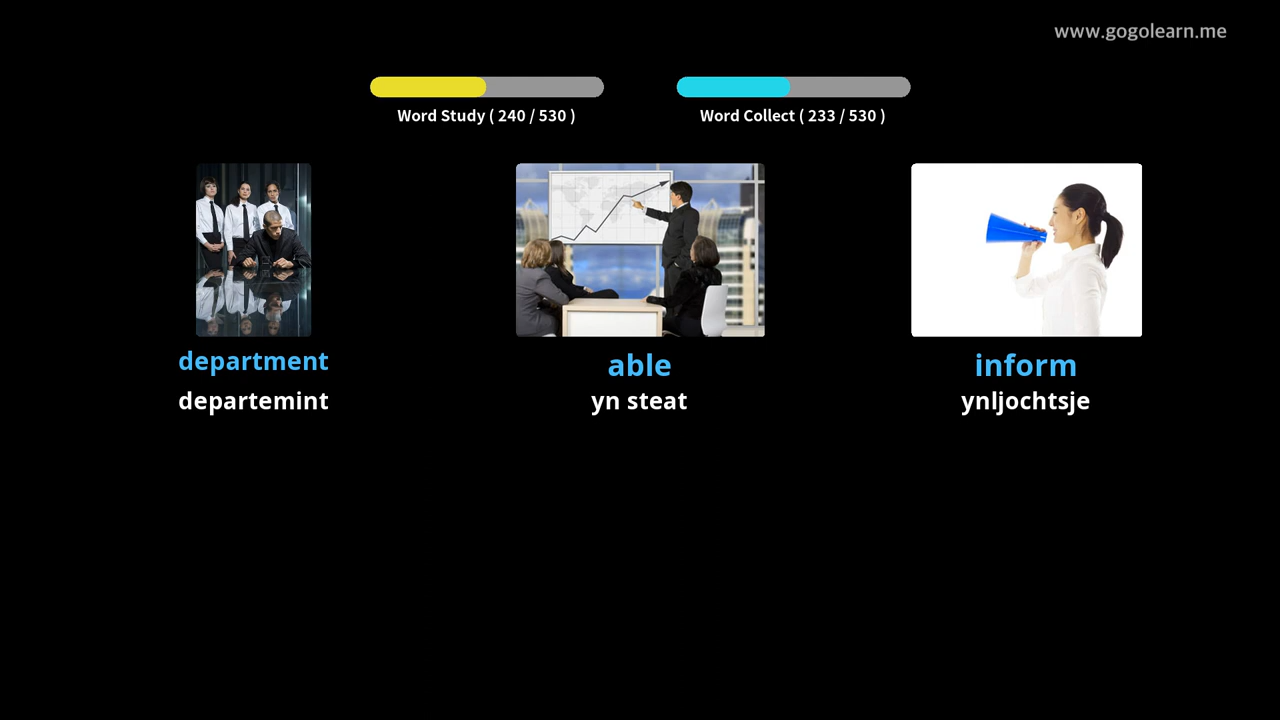 www.gogolearn.me
Word Study ( 240 / 530 )
Word Collect ( 233 / 530 )
department
departemint
able
yn steat
inform
ynljochtsje